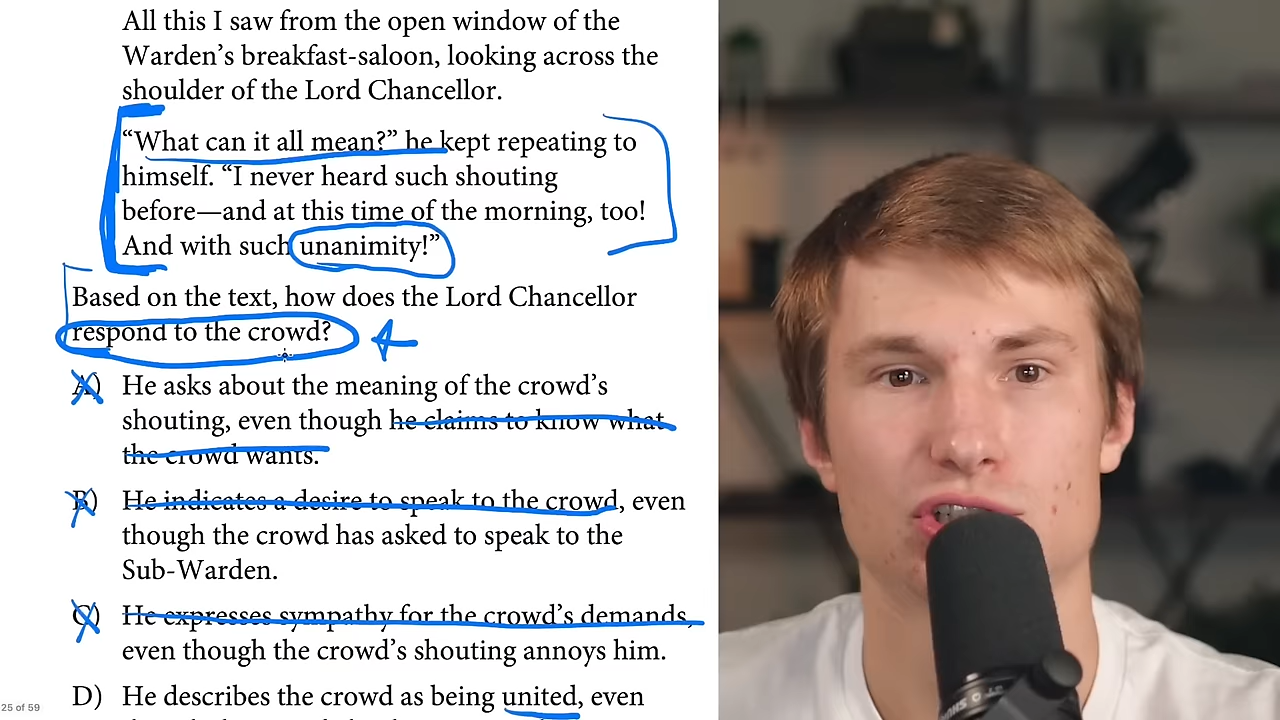 All this I saw from the open window of the
Warden’s breakfast-saloon, looking across the
shoulder of the Lord Chancellor.
“What can it all mean?” he kept repeating to
himself. “I never heard such shouting
before—and at this time of the morning, too!
And with such unanimity!”
Based on the text, how does the Lord Chancellor
respond to the crowd?
A) He asks about the meaning of the crowd’s
shouting, even though he claims to know what
the crowd wants.
B) He indicates a desire to speak to the crowd, even
though the crowd has asked to speak to the
Sub-Warden.
C) He expresses sympathy for the crowd’s demands,
even though the crowd’s shouting annoys him.
D) He describes the crowd as being united, even
25 of 59